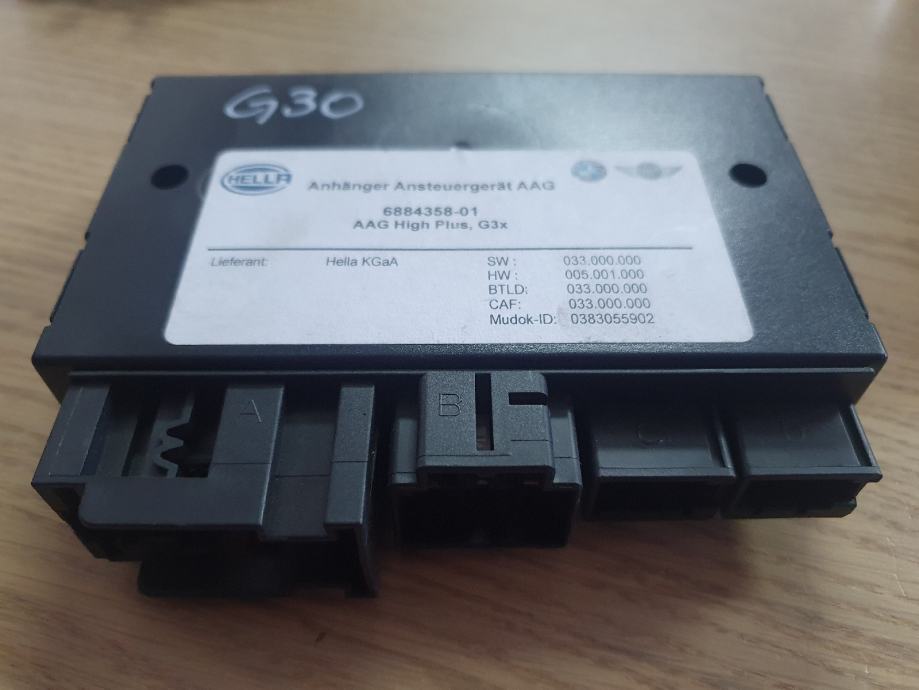 G30
HELLA
Anhänger Ansteuergerät AAG
6884358-01
AAG High Plus, G3x
Lieferant: Hella KGaA SW : 033.000.000
HW : 005.001.000
BTLD: 033.000.000
CAF: 033.000.000
Mudok-ID: 0383055902
A B C D